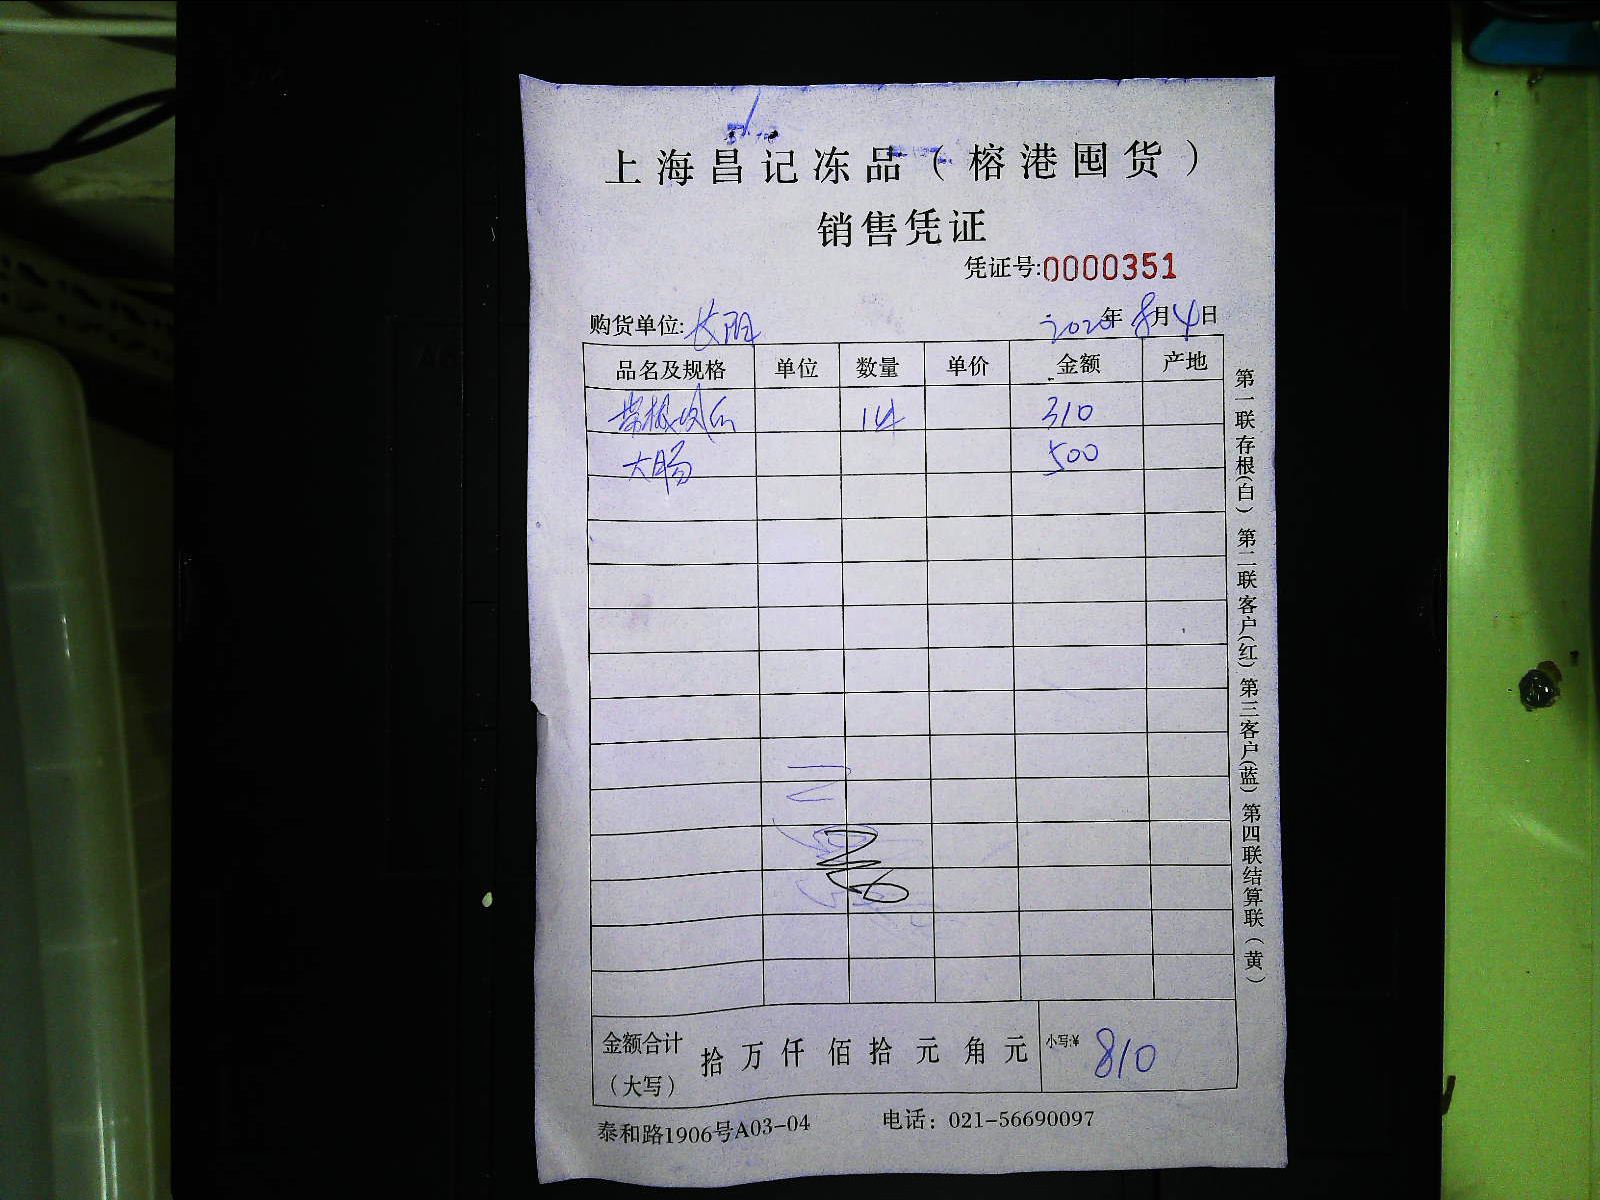 上海昌记冻品（榕港囤货）
销售凭证
凭证号:0000351
购货单位:长阳 年8月4日
品名及规格 单位 数量 单价 金额 产地
14 310
大肠 500
金额合计（大写） 拾 万 仟 佰 拾 元 角 元 小写:¥ 810
泰和路1906号A03-04 电话：021-56690097
第一联存根(白) 第二联客户(红) 第三客户(蓝) 第四联结算联（黄）